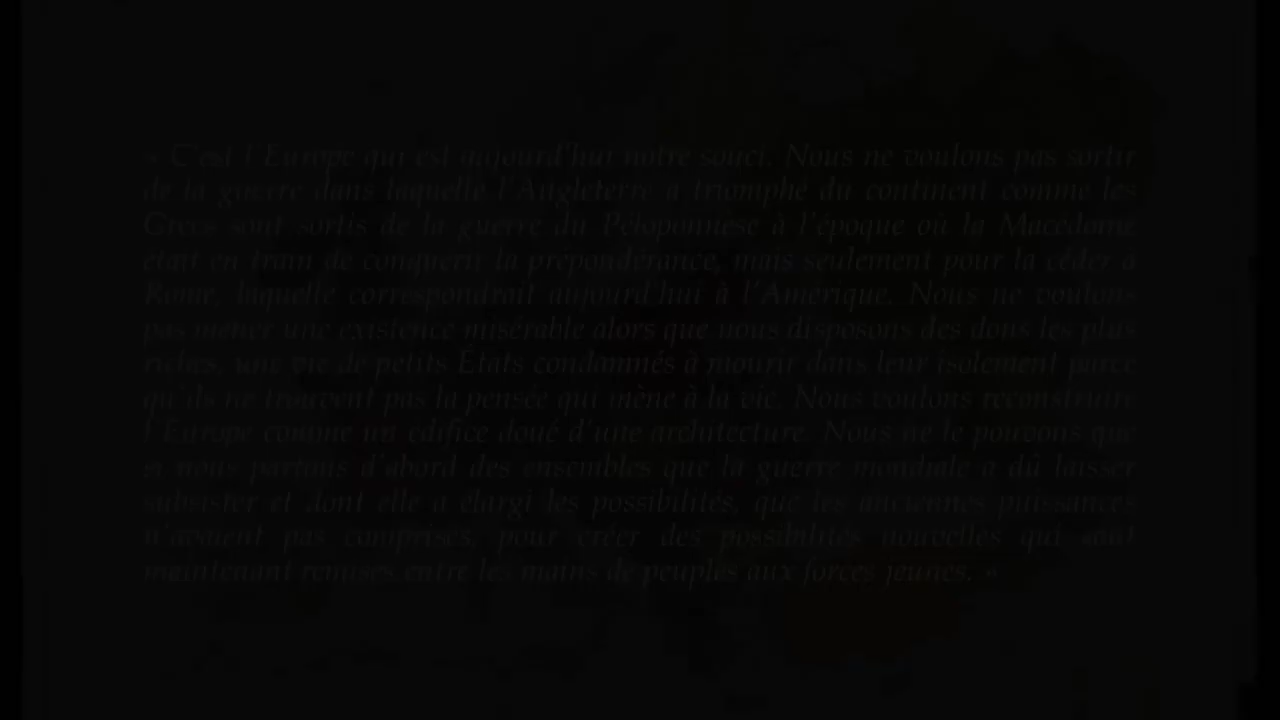 « C'est l'Europe qui est aujourd'hui notre souci. Nous ne voulons pas sortir
de la guerre dans laquelle l'Angleterre a triomphé du continent comme les
Grecs sont sortis de la guerre du Péloponnèse à l'époque où la Macédoine
était en train de conquérir la prépondérance, mais seulement pour la céder à
Rome, laquelle correspondrait aujourd'hui à l'Amérique. Nous ne voulons
pas mener une existence misérable alors que nous disposons des dons les plus
riches, une vie de petits États condamnés à mourir dans leur isolement parce
qu'ils ne trouvent pas la pensée qui mène à la vie. Nous voulons reconstruire
l'Europe comme un édifice doué d'une architecture. Nous ne le pouvons que
si nous partons d'abord des ensembles que la guerre mondiale a dû laisser
subsister et dont elle a élargi les possibilités, que les anciennes puissances
n'avaient pas comprises, pour créer des possibilités nouvelles qui sont
maintenant remises entre les mains de peuples aux forces jeunes. »